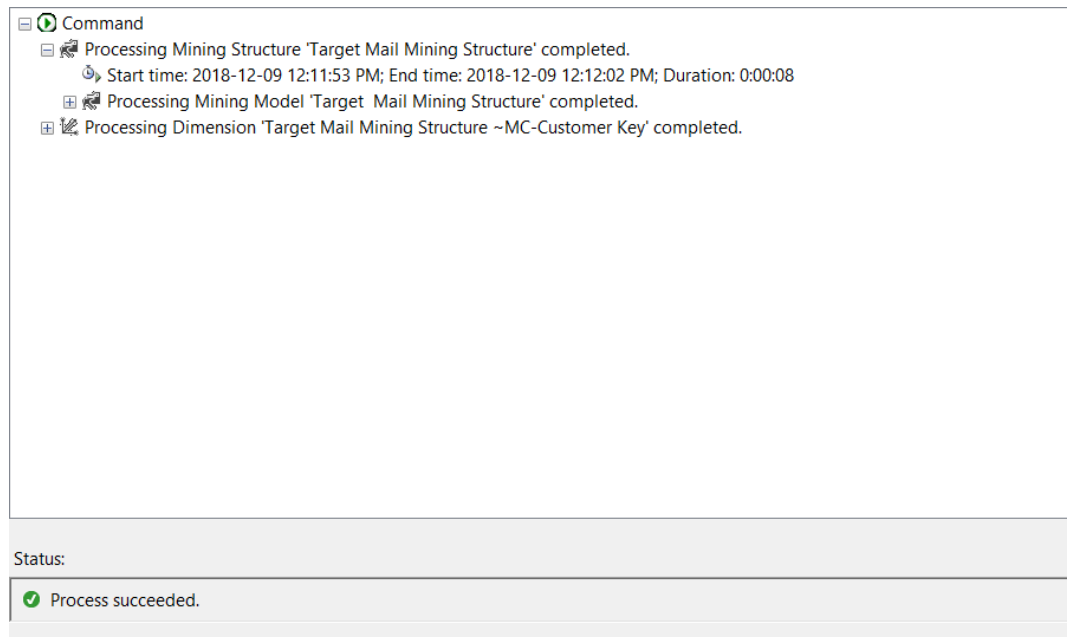 Command
Processing Mining Structure 'Target Mail Mining Structure' completed.
Start time: 2018-12-09 12:11:53 PM; End time: 2018-12-09 12:12:02 PM; Duration: 0:00:08
Processing Mining Model 'Target  Mail Mining Structure' completed.
Processing Dimension 'Target Mail Mining Structure ~MC-Customer Key' completed.
Status:
Process succeeded.